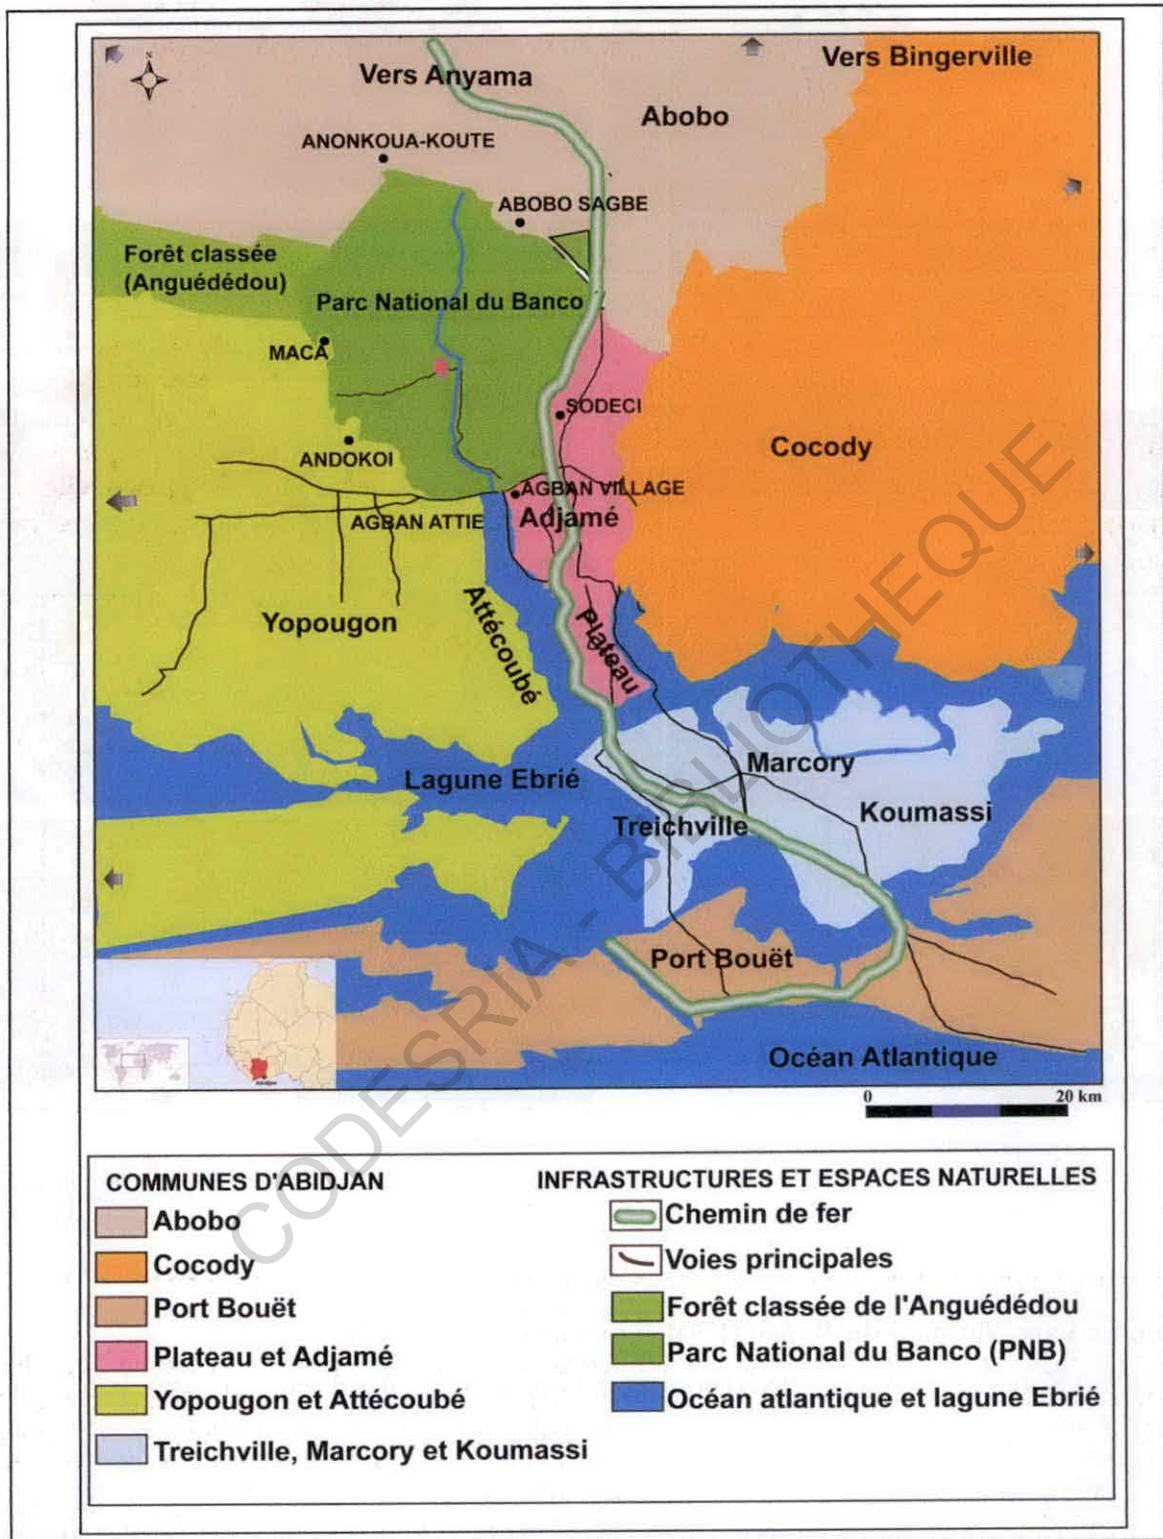 N
Vers Anyama
Vers Bingerville
Abobo
ANONKOUA-KOUTE
ABOBO SAGBE
Forêt classée
(Anguédédou)
Parc National du Banco
MACA
SODECI
Cocody
ANDOKOI
AGBAN VILLAGE
AGBAN ATTIE
Adjamé
Yopougon
Attécoubé
Plateau
Lagune Ebrié
Marcory
Koumassi
Treichville
Port Bouët
Océan Atlantique
Abidjan
0 20 km
CODESRIA - BIBLIOTHEQUE
COMMUNES D'ABIDJAN
Abobo
Cocody
Port Bouët
Plateau et Adjamé
Yopougon et Attécoubé
Treichville, Marcory et Koumassi
INFRASTRUCTURES ET ESPACES NATURELLES
Chemin de fer
Voies principales
Forêt classée de l'Anguédédou
Parc National du Banco (PNB)
Océan atlantique et lagune Ebrié